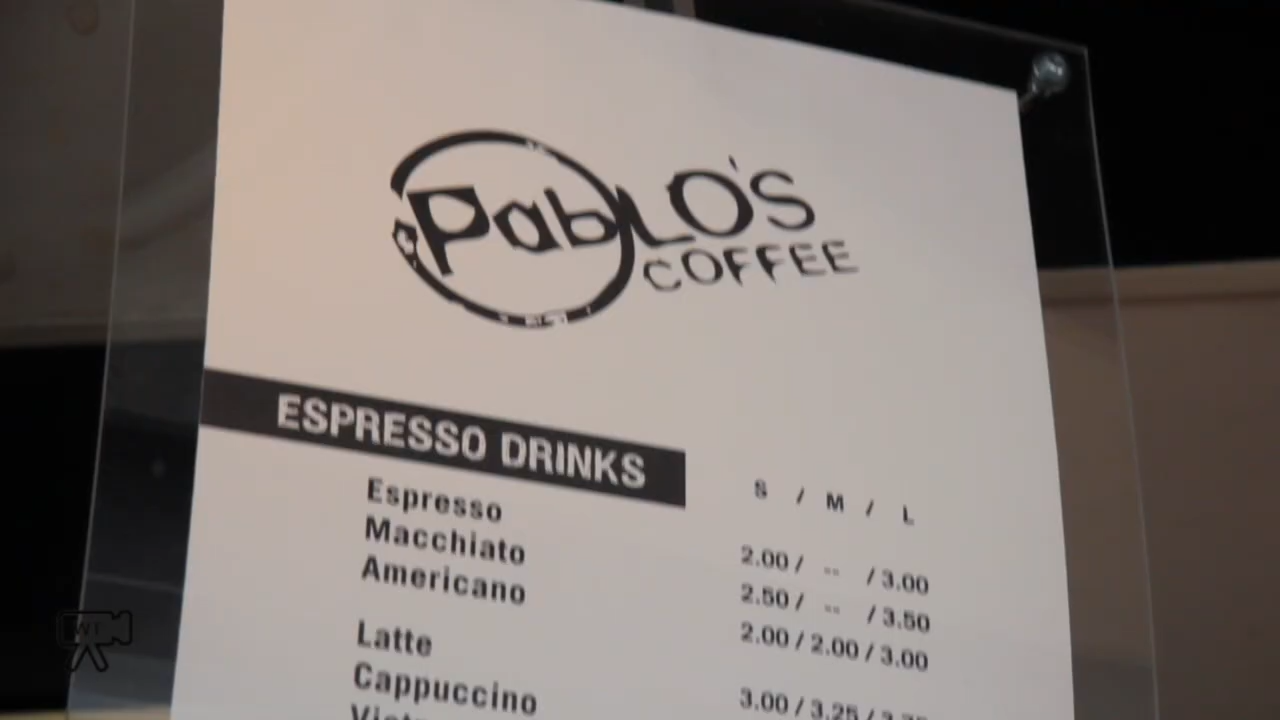 PabLO'S
COFFEE
ESPRESSO DRINKS
S / M / L
Espresso 2.00 / -- / 3.00
Macchiato 2.50 / -- / 3.50
Americano 2.00 / 2.00 / 3.00
Latte 3.00 / 3.25 /
Cappuccino
WT